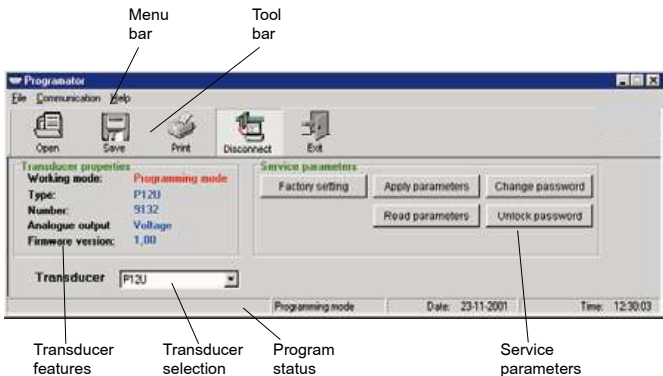 Menu bar
Tool bar
Programator
File Communication Help
Open Save Print Disconnect Exit
Transducer properties
Working mode: Programming mode
Type: P12U
Number: 9132
Analogue output Voltage
Firmware version: 1,00
Service parameters
Factory setting Apply parameters Change password
Read parameters Unlock password
Transducer P12U
Programming mode Date: 23-11-2001 Time: 12:30:03
Transducer features
Transducer selection
Program status
Service parameters